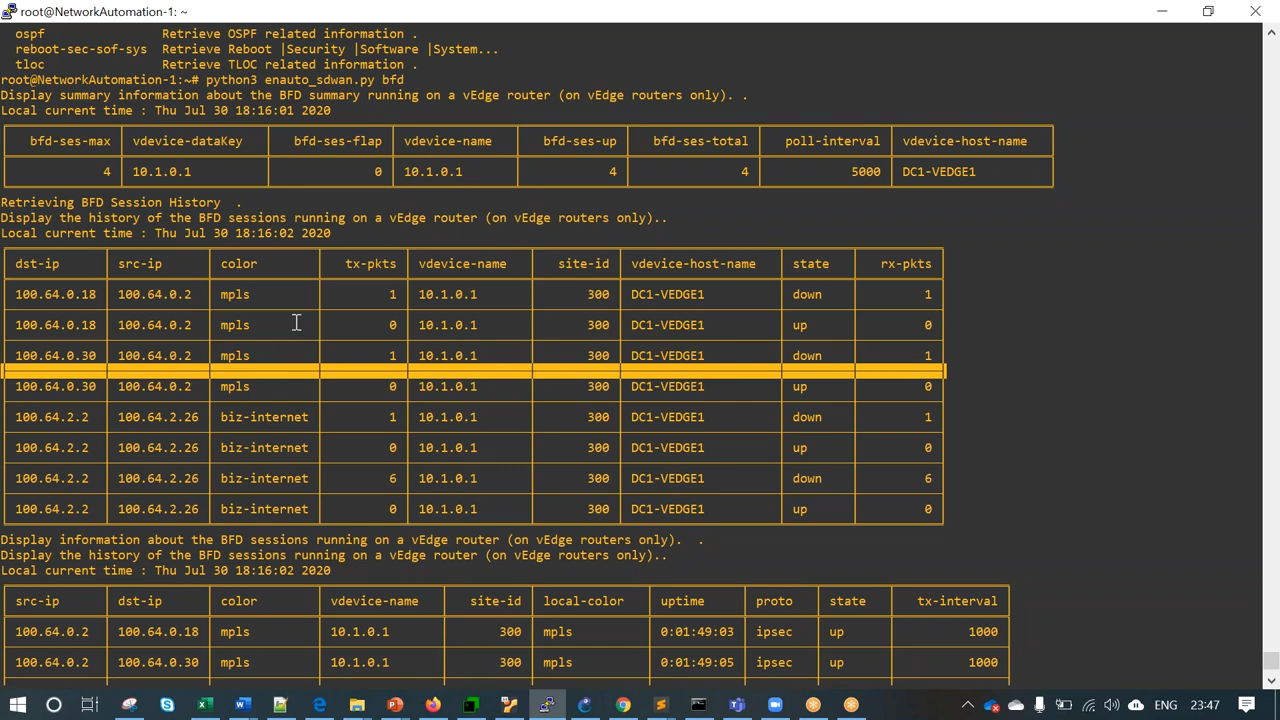 root@NetworkAutomation-1: ~
ospf Retrieve OSPF related information .
reboot-sec-sof-sys Retrieve Reboot |Security |Software |System...
tloc Retrieve TLOC related information .
root@NetworkAutomation-1:~# python3 enauto_sdwan.py bfd
Display summary information about the BFD summary running on a vEdge router (on vEdge routers only). .
Local current time : Thu Jul 30 18:16:01 2020
bfd-ses-max vdevice-dataKey bfd-ses-flap vdevice-name bfd-ses-up bfd-ses-total poll-interval vdevice-host-name
4 10.1.0.1 0 10.1.0.1 4 4 5000 DC1-VEDGE1
Retrieving BFD Session History .
Display the history of the BFD sessions running on a vEdge router (on vEdge routers only)..
Local current time : Thu Jul 30 18:16:02 2020
dst-ip src-ip color tx-pkts vdevice-name site-id vdevice-host-name state rx-pkts
100.64.0.18 100.64.0.2 mpls 1 10.1.0.1 300 DC1-VEDGE1 down 1
100.64.0.18 100.64.0.2 mpls 0 10.1.0.1 300 DC1-VEDGE1 up 0
100.64.0.30 100.64.0.2 mpls 1 10.1.0.1 300 DC1-VEDGE1 down 1
100.64.0.30 100.64.0.2 mpls 0 10.1.0.1 300 DC1-VEDGE1 up 0
100.64.2.2 100.64.2.26 biz-internet 1 10.1.0.1 300 DC1-VEDGE1 down 1
100.64.2.2 100.64.2.26 biz-internet 0 10.1.0.1 300 DC1-VEDGE1 up 0
100.64.2.2 100.64.2.26 biz-internet 6 10.1.0.1 300 DC1-VEDGE1 down 6
100.64.2.2 100.64.2.26 biz-internet 0 10.1.0.1 300 DC1-VEDGE1 up 0
Display information about the BFD sessions running on a vEdge router (on vEdge routers only). .
Display the history of the BFD sessions running on a vEdge router (on vEdge routers only)..
Local current time : Thu Jul 30 18:16:02 2020
src-ip dst-ip color vdevice-name site-id local-color uptime proto state tx-interval
100.64.0.2 100.64.0.18 mpls 10.1.0.1 300 mpls 0:01:49:03 ipsec up 1000
100.64.0.2 100.64.0.30 mpls 10.1.0.1 300 mpls 0:01:49:05 ipsec up 1000
ENG 23:47